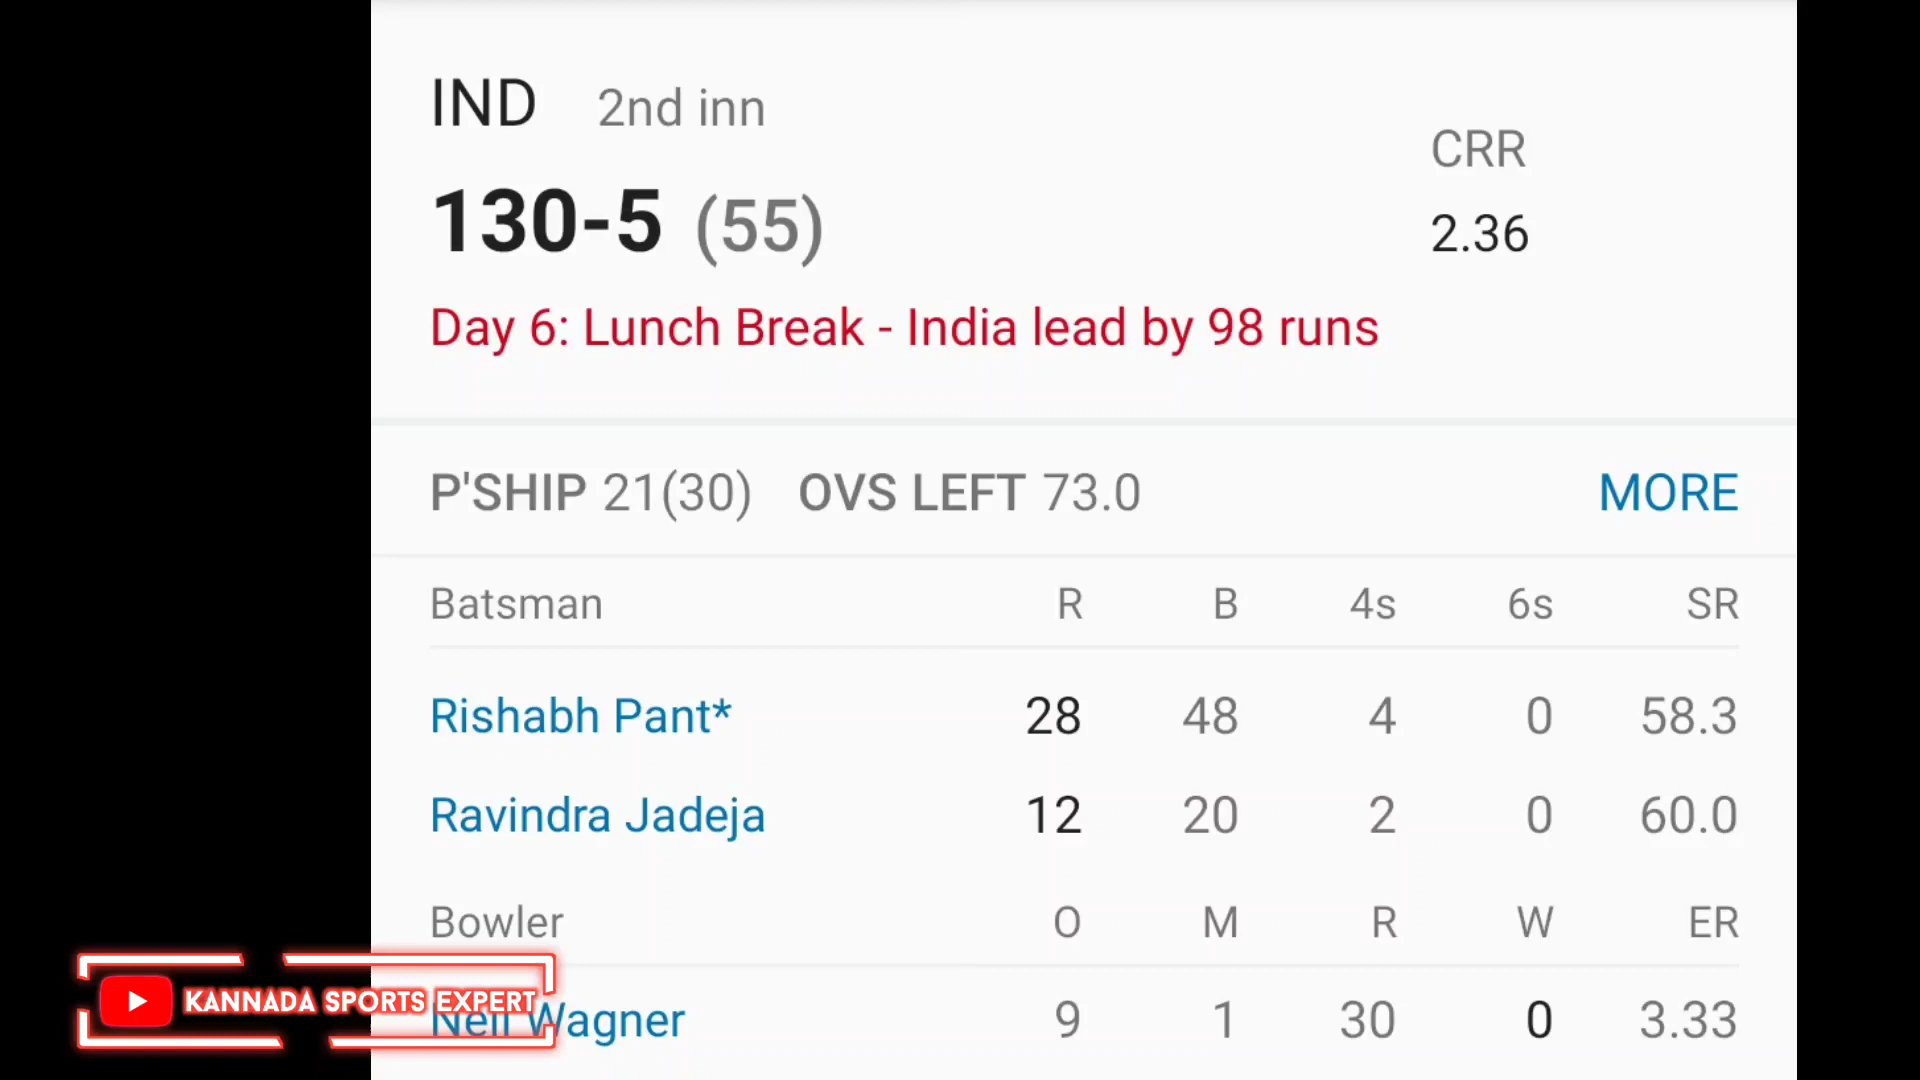 IND 2nd inn
CRR
130-5 (55)
2.36
Day 6: Lunch Break - India lead by 98 runs
P'SHIP 21(30) OVS LEFT 73.0 MORE
Batsman R B 4s 6s SR
Rishabh Pant* 28 48 4 0 58.3
Ravindra Jadeja 12 20 2 0 60.0
Bowler O M R W ER
Neil Wagner 9 1 30 0 3.33
KANNADA SPORTS EXPERT